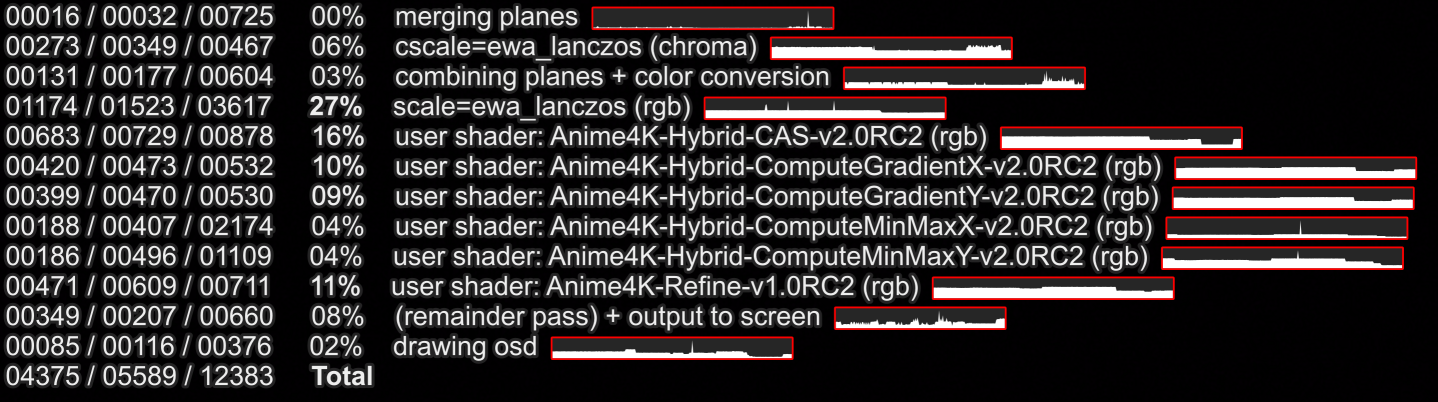 00016 / 00032 / 00725 00% merging planes
00273 / 00349 / 00467 06% cscale=ewa_lanczos (chroma)
00131 / 00177 / 00604 03% combining planes + color conversion
01174 / 01523 / 03617 27% scale=ewa_lanczos (rgb)
00683 / 00729 / 00878 16% user shader: Anime4K-Hybrid-CAS-v2.0RC2 (rgb)
00420 / 00473 / 00532 10% user shader: Anime4K-Hybrid-ComputeGradientX-v2.0RC2 (rgb)
00399 / 00470 / 00530 09% user shader: Anime4K-Hybrid-ComputeGradientY-v2.0RC2 (rgb)
00188 / 00407 / 02174 04% user shader: Anime4K-Hybrid-ComputeMinMaxX-v2.0RC2 (rgb)
00186 / 00496 / 01109 04% user shader: Anime4K-Hybrid-ComputeMinMaxY-v2.0RC2 (rgb)
00471 / 00609 / 00711 11% user shader: Anime4K-Refine-v1.0RC2 (rgb)
00349 / 00207 / 00660 08% (remainder pass) + output to screen
00085 / 00116 / 00376 02% drawing osd
04375 / 05589 / 12383 Total